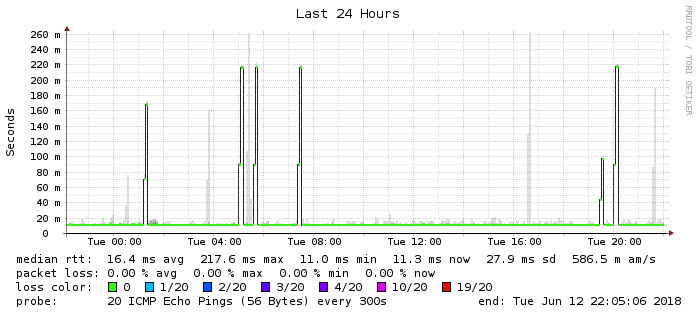 Last 24 Hours
RRDTOOL / TOBI OETIKER
Seconds
260 m
240 m
220 m
200 m
180 m
160 m
140 m
120 m
100 m
80 m
60 m
40 m
20 m
0
Tue 00:00 Tue 04:00 Tue 08:00 Tue 12:00 Tue 16:00 Tue 20:00
median rtt: 16.4 ms avg 217.6 ms max 11.0 ms min 11.3 ms now 27.9 ms sd 586.5 m am/s
packet loss: 0.00 % avg 0.00 % max 0.00 % min 0.00 % now
loss color: 0 1/20 2/20 3/20 4/20 10/20 19/20
probe: 20 ICMP Echo Pings (56 Bytes) every 300s end: Tue Jun 12 22:05:06 2018